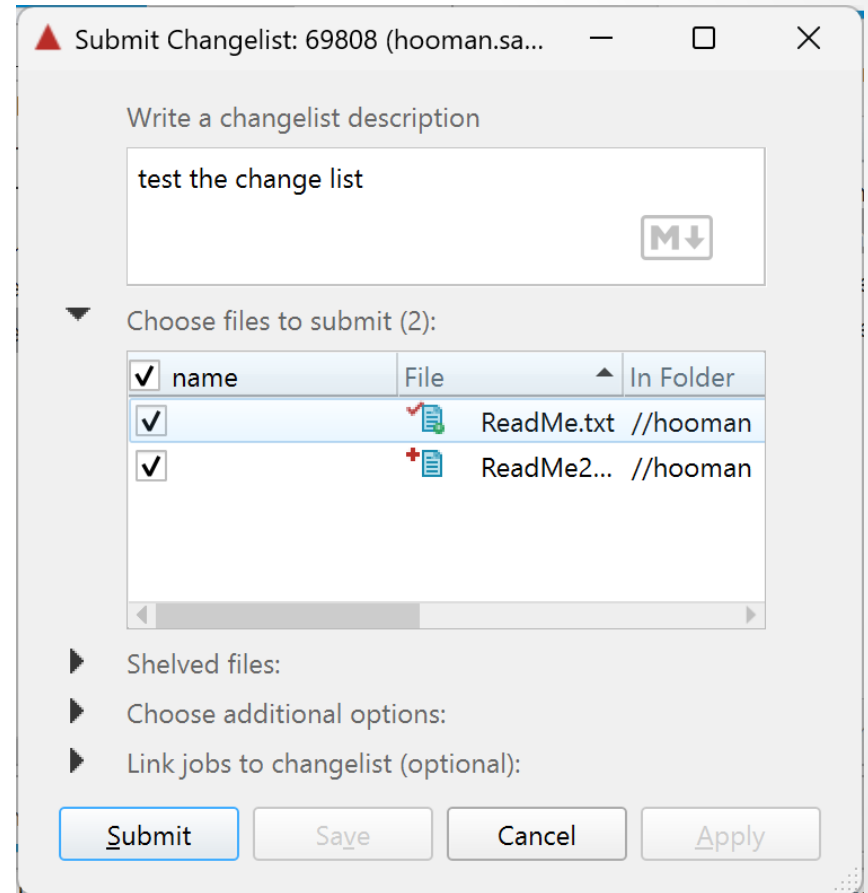 Submit Changelist: 69808 (hooman.sa...
Write a changelist description
test the change list
M
Choose files to submit (2):
name File In Folder
ReadMe.txt //hooman
ReadMe2... //hooman
Shelved files:
Choose additional options:
Link jobs to changelist (optional):
Submit Save Cancel Apply